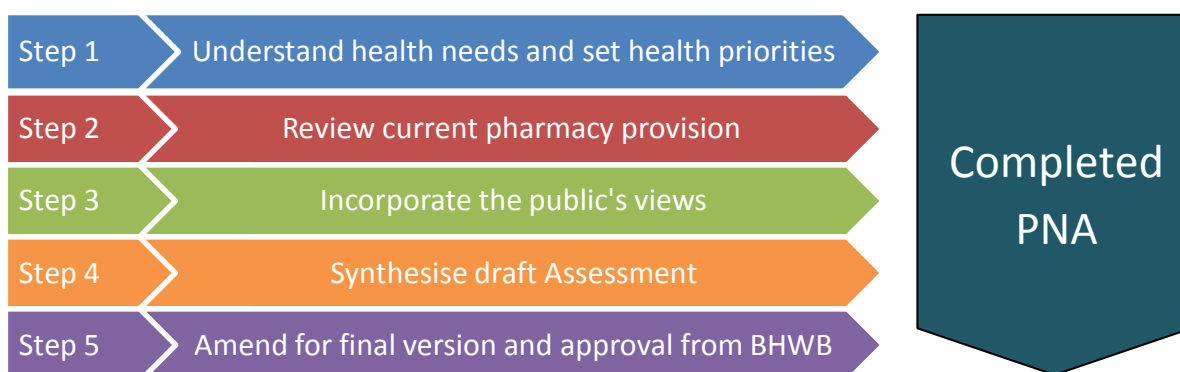 Step 1 Understand health needs and set health priorities
Step 2 Review current pharmacy provision
Step 3 Incorporate the public's views
Step 4 Synthesise draft Assessment
Step 5 Amend for final version and approval from BHWB
Completed
PNA